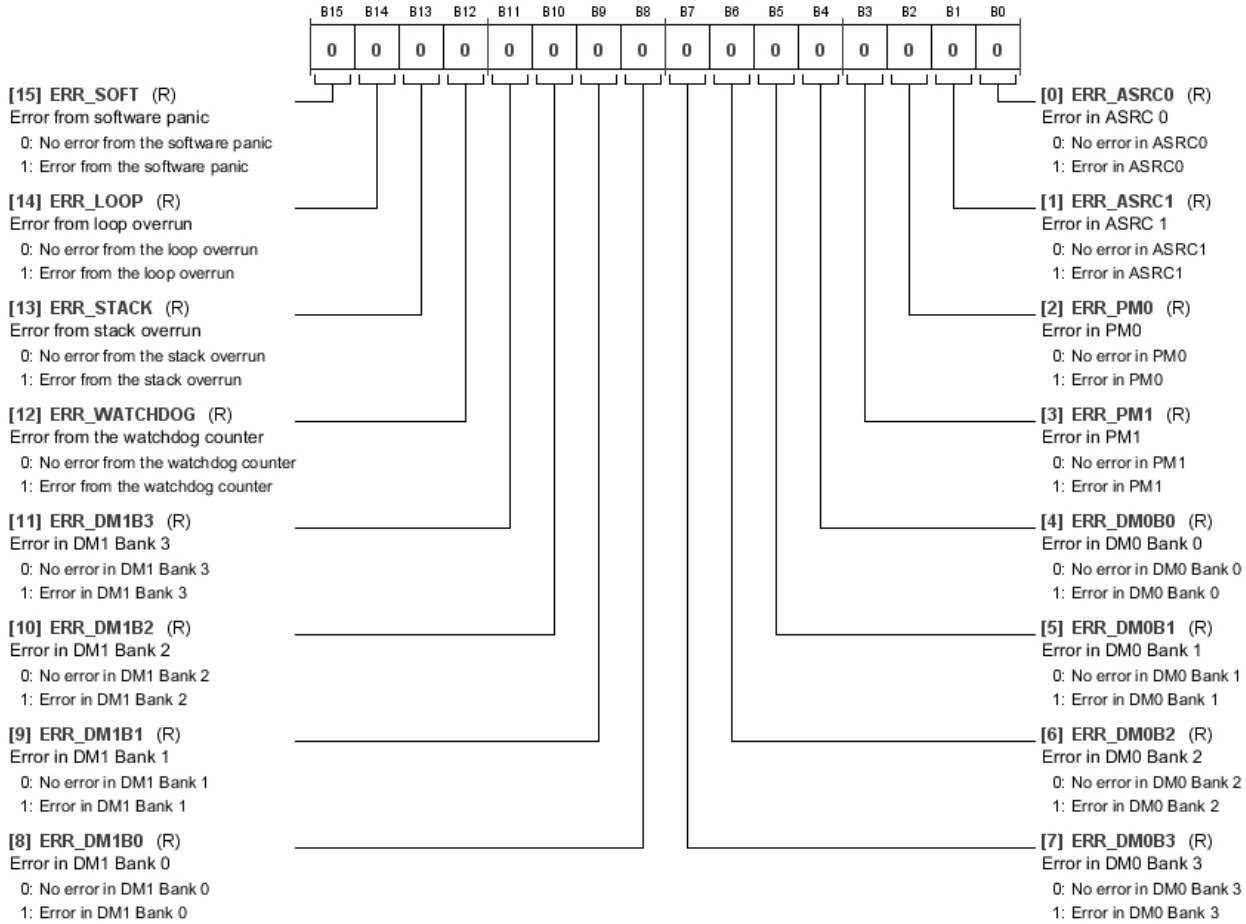 B15 B14 B13 B12 B11 B10 B9 B8 B7 B6 B5 B4 B3 B2 B1 B0
0 0 0 0 0 0 0 0 0 0 0 0 0 0 0 0
[15] ERR_SOFT (R)
Error from software panic
0: No error from the software panic
1: Error from the software panic
[14] ERR_LOOP (R)
Error from loop overrun
0: No error from the loop overrun
1: Error from the loop overrun
[13] ERR_STACK (R)
Error from stack overrun
0: No error from the stack overrun
1: Error from the stack overrun
[12] ERR_WATCHDOG (R)
Error from the watchdog counter
0: No error from the watchdog counter
1: Error from the watchdog counter
[11] ERR_DM1B3 (R)
Error in DM1 Bank 3
0: No error in DM1 Bank 3
1: Error in DM1 Bank 3
[10] ERR_DM1B2 (R)
Error in DM1 Bank 2
0: No error in DM1 Bank 2
1: Error in DM1 Bank 2
[9] ERR_DM1B1 (R)
Error in DM1 Bank 1
0: No error in DM1 Bank 1
1: Error in DM1 Bank 1
[8] ERR_DM1B0 (R)
Error in DM1 Bank 0
0: No error in DM1 Bank 0
1: Error in DM1 Bank 0
[0] ERR_ASRC0 (R)
Error in ASRC 0
0: No error in ASRC0
1: Error in ASRC0
[1] ERR_ASRC1 (R)
Error in ASRC 1
0: No error in ASRC1
1: Error in ASRC1
[2] ERR_PM0 (R)
Error in PM0
0: No error in PM0
1: Error in PM0
[3] ERR_PM1 (R)
Error in PM1
0: No error in PM1
1: Error in PM1
[4] ERR_DM0B0 (R)
Error in DM0 Bank 0
0: No error in DM0 Bank 0
1: Error in DM0 Bank 0
[5] ERR_DM0B1 (R)
Error in DM0 Bank 1
0: No error in DM0 Bank 1
1: Error in DM0 Bank 1
[6] ERR_DM0B2 (R)
Error in DM0 Bank 2
0: No error in DM0 Bank 2
1: Error in DM0 Bank 2
[7] ERR_DM0B3 (R)
Error in DM0 Bank 3
0: No error in DM0 Bank 3
1: Error in DM0 Bank 3